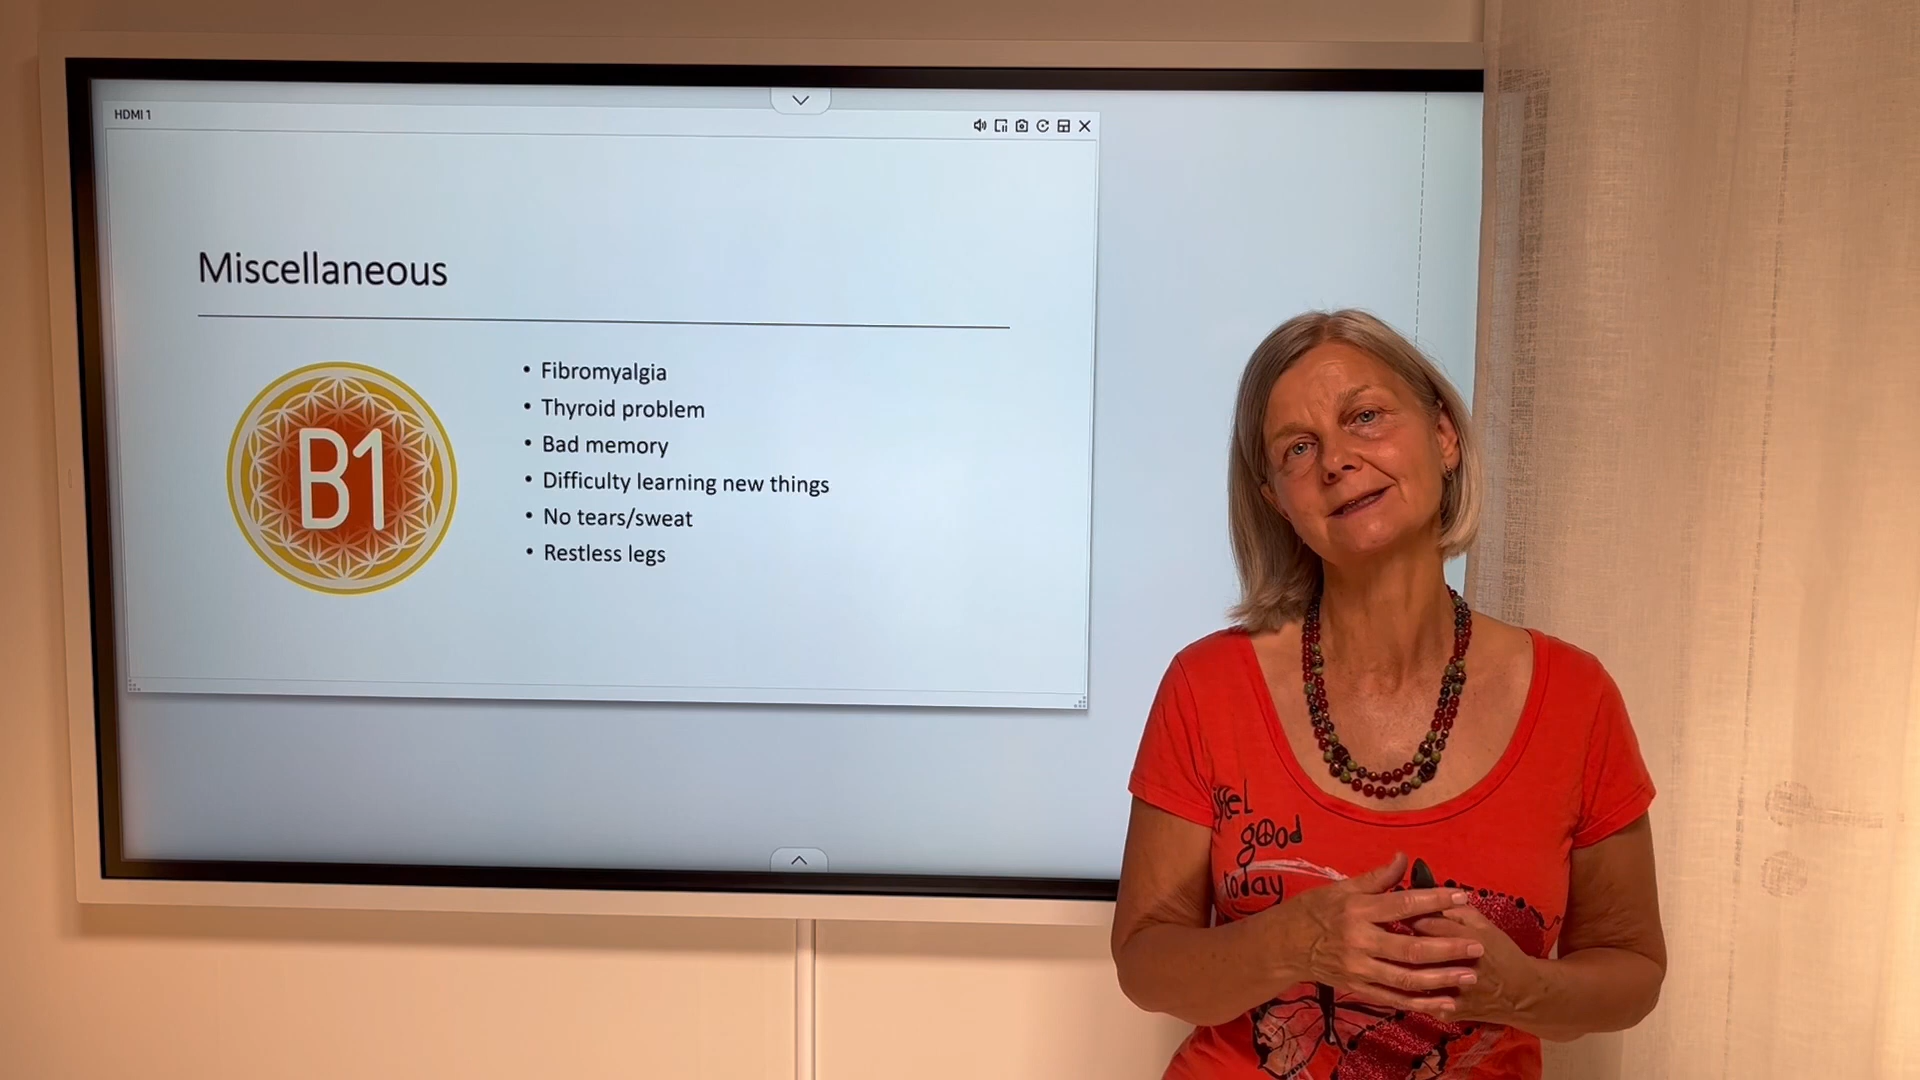 HDMI 1
Miscellaneous
B1
• Fibromyalgia
• Thyroid problem
• Bad memory
• Difficulty learning new things
• No tears/sweat
• Restless legs
good
today